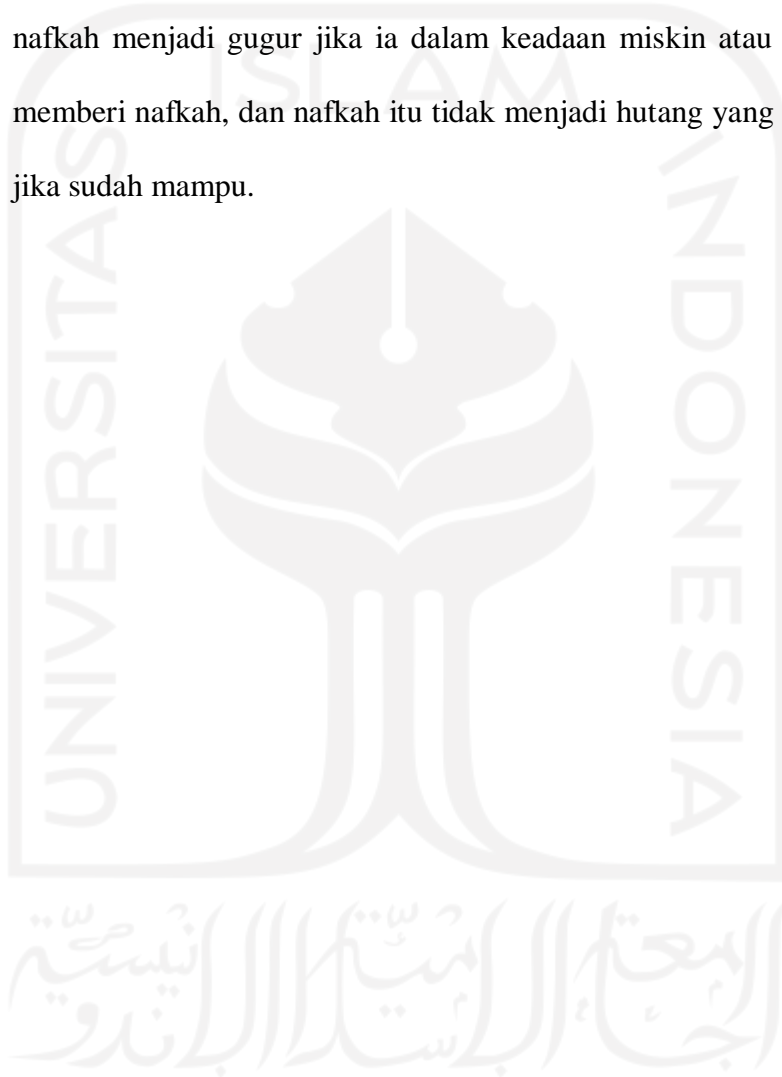 nafkah menjadi gugur jika ia dalam keadaan miskin atau
memberi nafkah, dan nafkah itu tidak menjadi hutang yang
jika sudah mampu.
ISLAM
UNIVERSITAS
INDONESIA